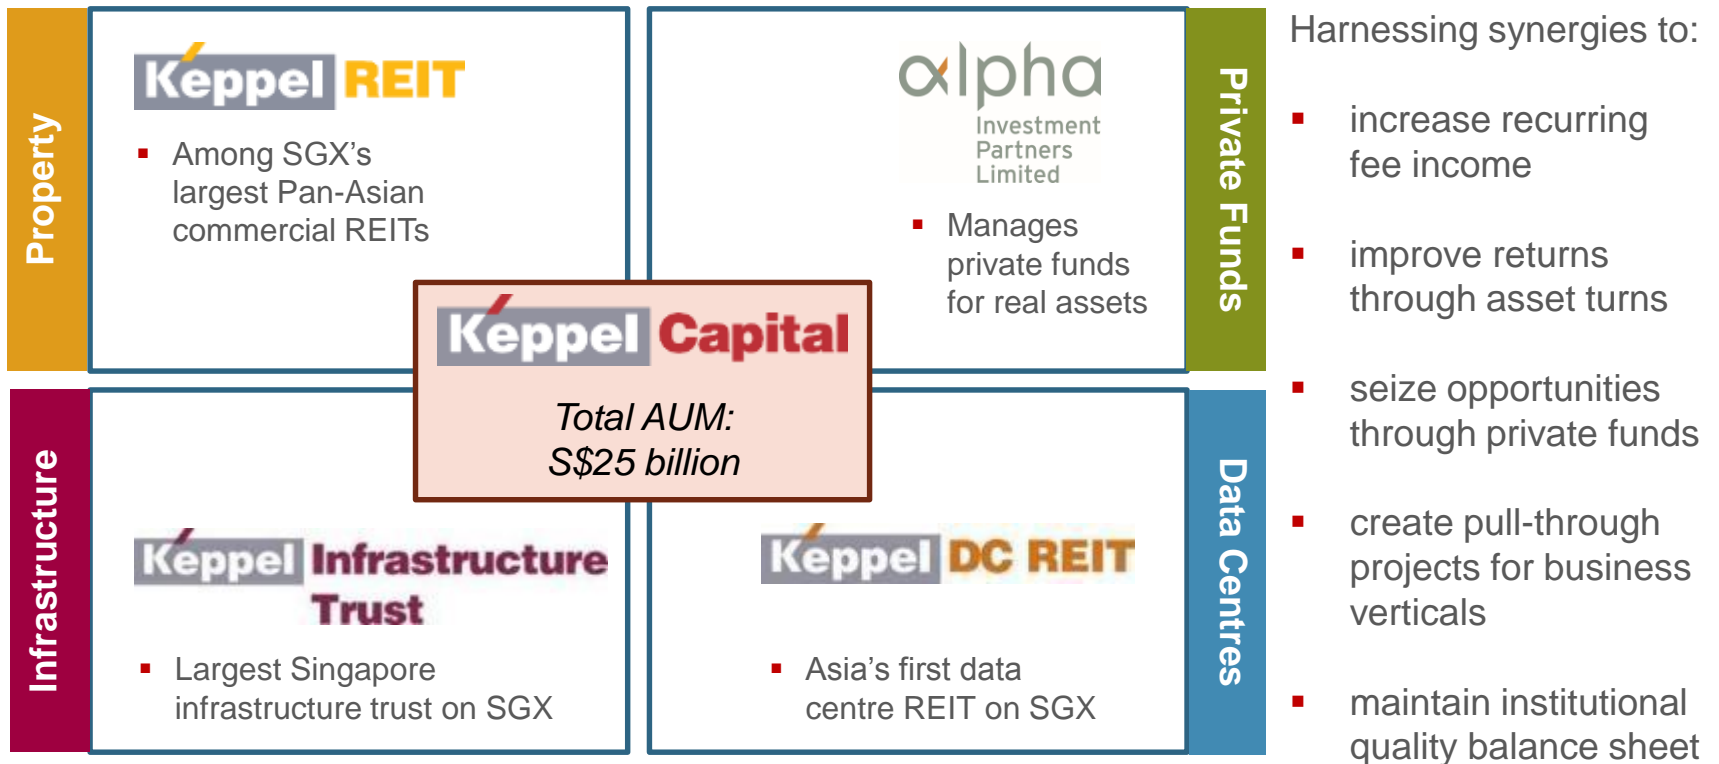 Property
Keppel REIT
▪ Among SGX’s
largest Pan-Asian
commercial REITs
alpha
Investment
Partners
Limited
▪ Manages
private funds
for real assets
Private Funds
Keppel Capital
Total AUM:
S$25 billion
Infrastructure
Keppel Infrastructure
Trust
▪ Largest Singapore
infrastructure trust on SGX
Keppel DC REIT
▪ Asia’s first data
centre REIT on SGX
Data Centres
Harnessing synergies to:
▪ increase recurring
fee income
▪ improve returns
through asset turns
▪ seize opportunities
through private funds
▪ create pull-through
projects for business
verticals
▪ maintain institutional
quality balance sheet